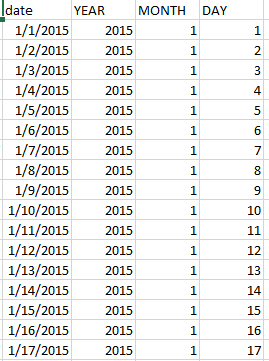 date YEAR MONTH DAY
1/1/2015 2015 1 1
1/2/2015 2015 1 2
1/3/2015 2015 1 3
1/4/2015 2015 1 4
1/5/2015 2015 1 5
1/6/2015 2015 1 6
1/7/2015 2015 1 7
1/8/2015 2015 1 8
1/9/2015 2015 1 9
1/10/2015 2015 1 10
1/11/2015 2015 1 11
1/12/2015 2015 1 12
1/13/2015 2015 1 13
1/14/2015 2015 1 14
1/15/2015 2015 1 15
1/16/2015 2015 1 16
1/17/2015 2015 1 17